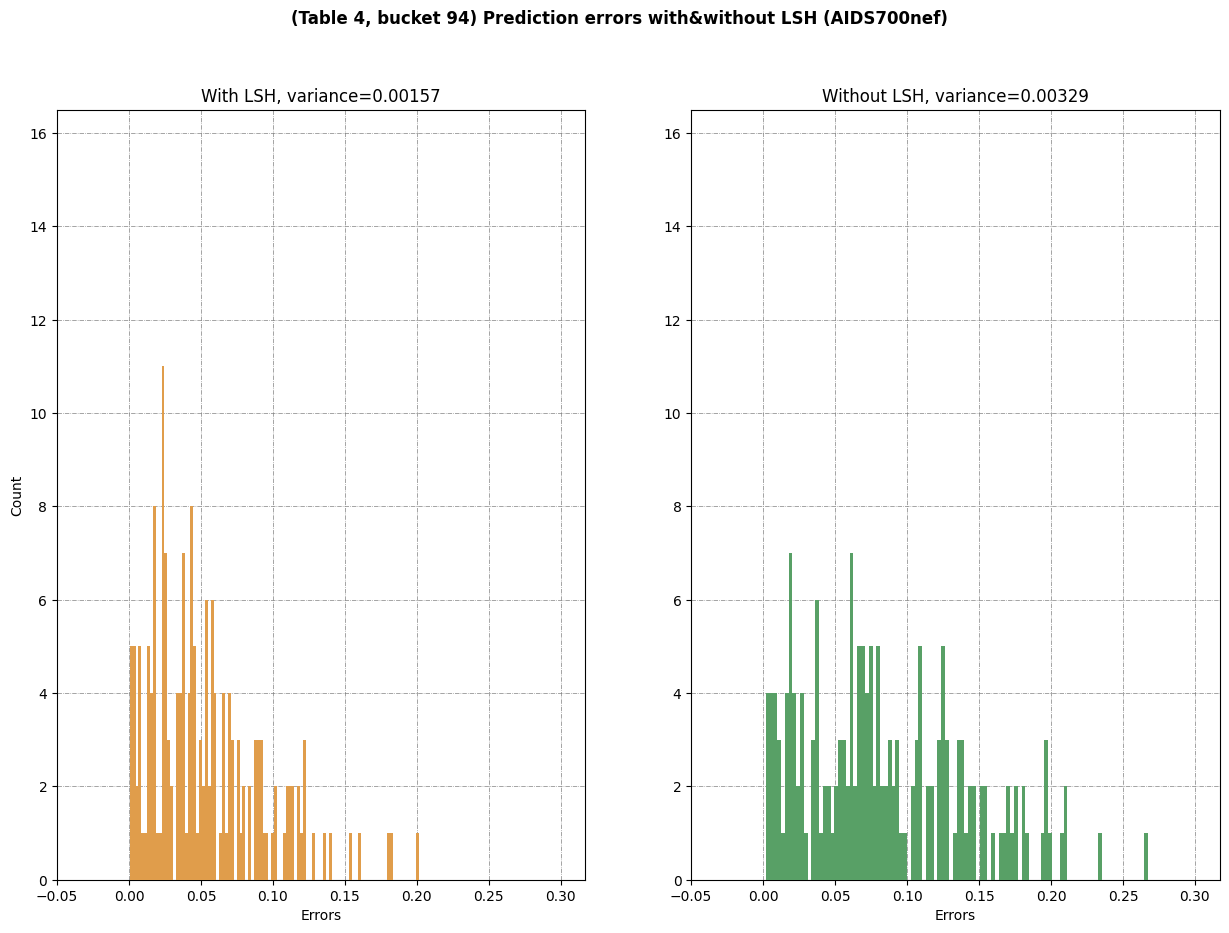 (Table 4, bucket 94) Prediction errors with&without LSH (AIDS700nef)
With LSH, variance=0.00157
16
14
12
10
8
6
4
2
0
Count
−0.05 0.00 0.05 0.10 0.15 0.20 0.25 0.30
Errors
Without LSH, variance=0.00329
16
14
12
10
8
6
4
2
0
−0.05 0.00 0.05 0.10 0.15 0.20 0.25 0.30
Errors